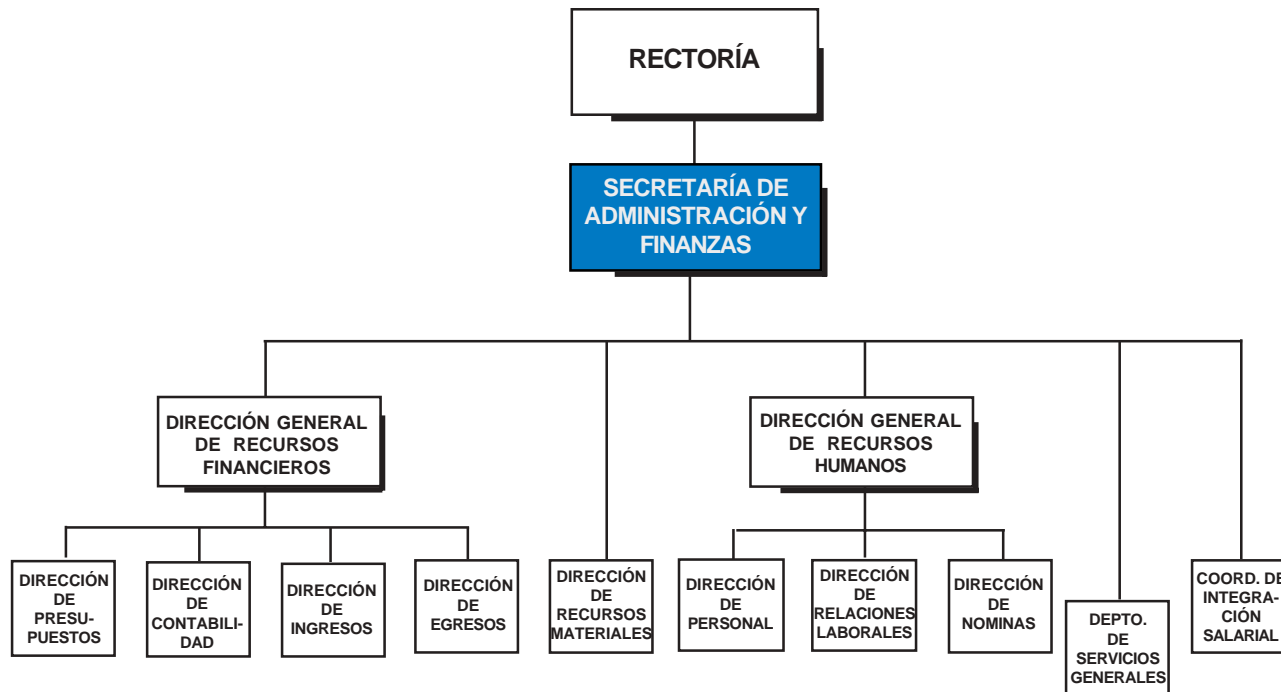 RECTORÍA
SECRETARÍA DE
ADMINISTRACIÓN Y
FINANZAS
DIRECCIÓN GENERAL
DE RECURSOS
FINANCIEROS
DIRECCIÓN GENERAL
DE RECURSOS
HUMANOS
DIRECCIÓN
DE
PRESU-
PUESTOS
DIRECCIÓN
DE
CONTABILI-
DAD
DIRECCIÓN
DE
INGRESOS
DIRECCIÓN
DE
EGRESOS
DIRECCIÓN
DE
RECURSOS
MATERIALES
DIRECCIÓN
DE
PERSONAL
DIRECCIÓN
DE
RELACIONES
LABORALES
DIRECCIÓN
DE
NOMINAS
DEPTO.
DE
SERVICIOS
GENERALES
COORD. DE
INTEGRA-
CIÓN
SALARIAL